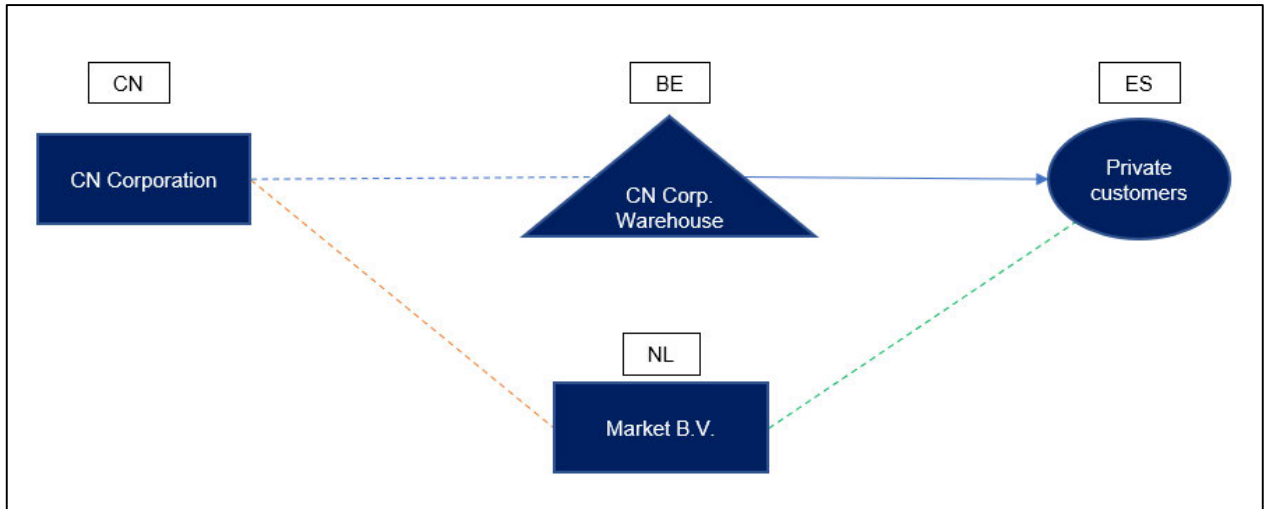 CN
BE
ES
CN Corporation
CN Corp.
Warehouse
Private
customers
NL
Market B.V.